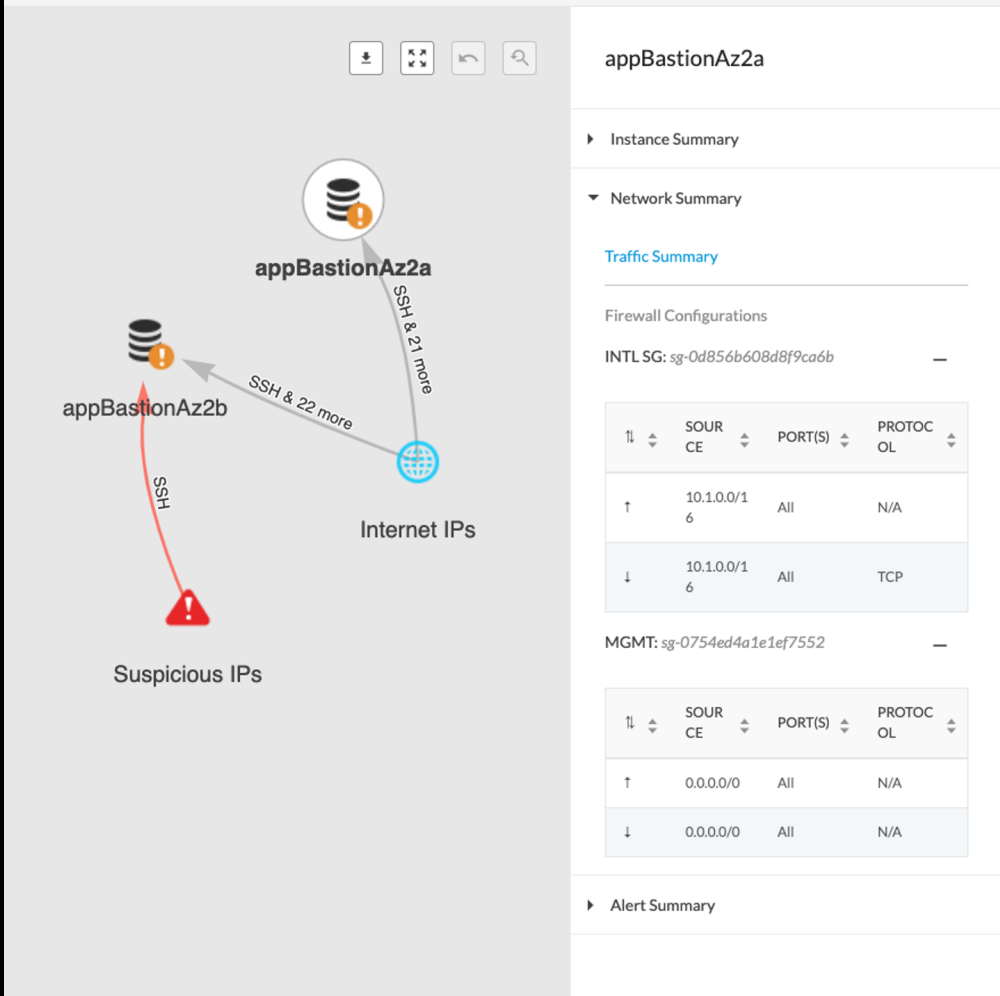 appBastionAz2a
SSH & 21 more
appBastionAz2b
SSH & 22 more
SSH
Internet IPs
Suspicious IPs
appBastionAz2a
Instance Summary
Network Summary
Traffic Summary
Firewall Configurations
INTL SG: sg-0d856b608d8f9ca6b
SOUR PORT(S) PROTOC
CE OL
↑ 10.1.0.0/1 All N/A
6
↓ 10.1.0.0/1 All TCP
6
MGMT: sg-0754ed4a1e1ef7552
SOUR PORT(S) PROTOC
CE OL
↑ 0.0.0.0/0 All N/A
↓ 0.0.0.0/0 All N/A
Alert Summary